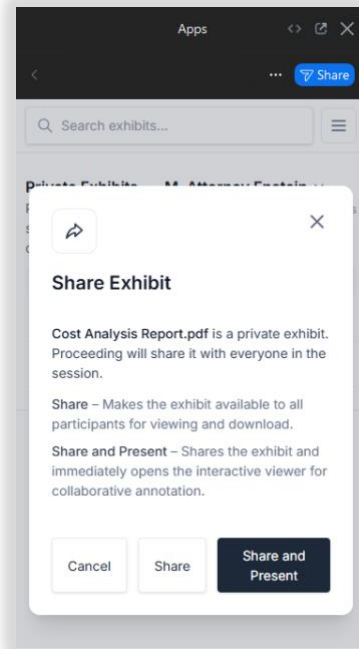 Apps
Share
Search exhibits...
Private Exhibits
Share Exhibit
Cost Analysis Report.pdf is a private exhibit.
Proceeding will share it with everyone in the
session.
Share – Makes the exhibit available to all
participants for viewing and download.
Share and Present – Shares the exhibit and
immediately opens the interactive viewer for
collaborative annotation.
Cancel
Share
Share and
Present